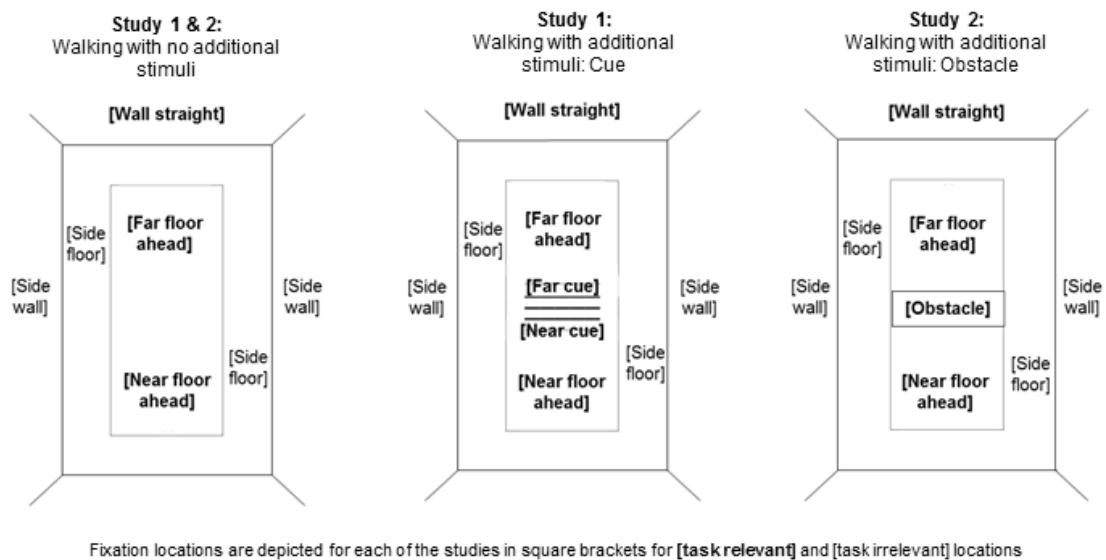 Study 1 & 2:
Walking with no additional
stimuli
[Wall straight]
[Far floor
ahead]
[Side
floor]
[Side
wall]
[Side
wall]
[Side
floor]
[Near floor
ahead]
Study 1:
Walking with additional
stimuli: Cue
[Wall straight]
[Far floor
ahead]
[Side
floor]
[Side
wall]
[Far cue]
[Near cue]
[Side
wall]
[Side
floor]
[Near floor
ahead]
Study 2:
Walking with additional
stimuli: Obstacle
[Wall straight]
[Far floor
ahead]
[Side
floor]
[Side
wall]
[Obstacle]
[Side
wall]
[Side
floor]
[Near floor
ahead]
Fixation locations are depicted for each of the studies in square brackets for [task relevant] and [task irrelevant] locations